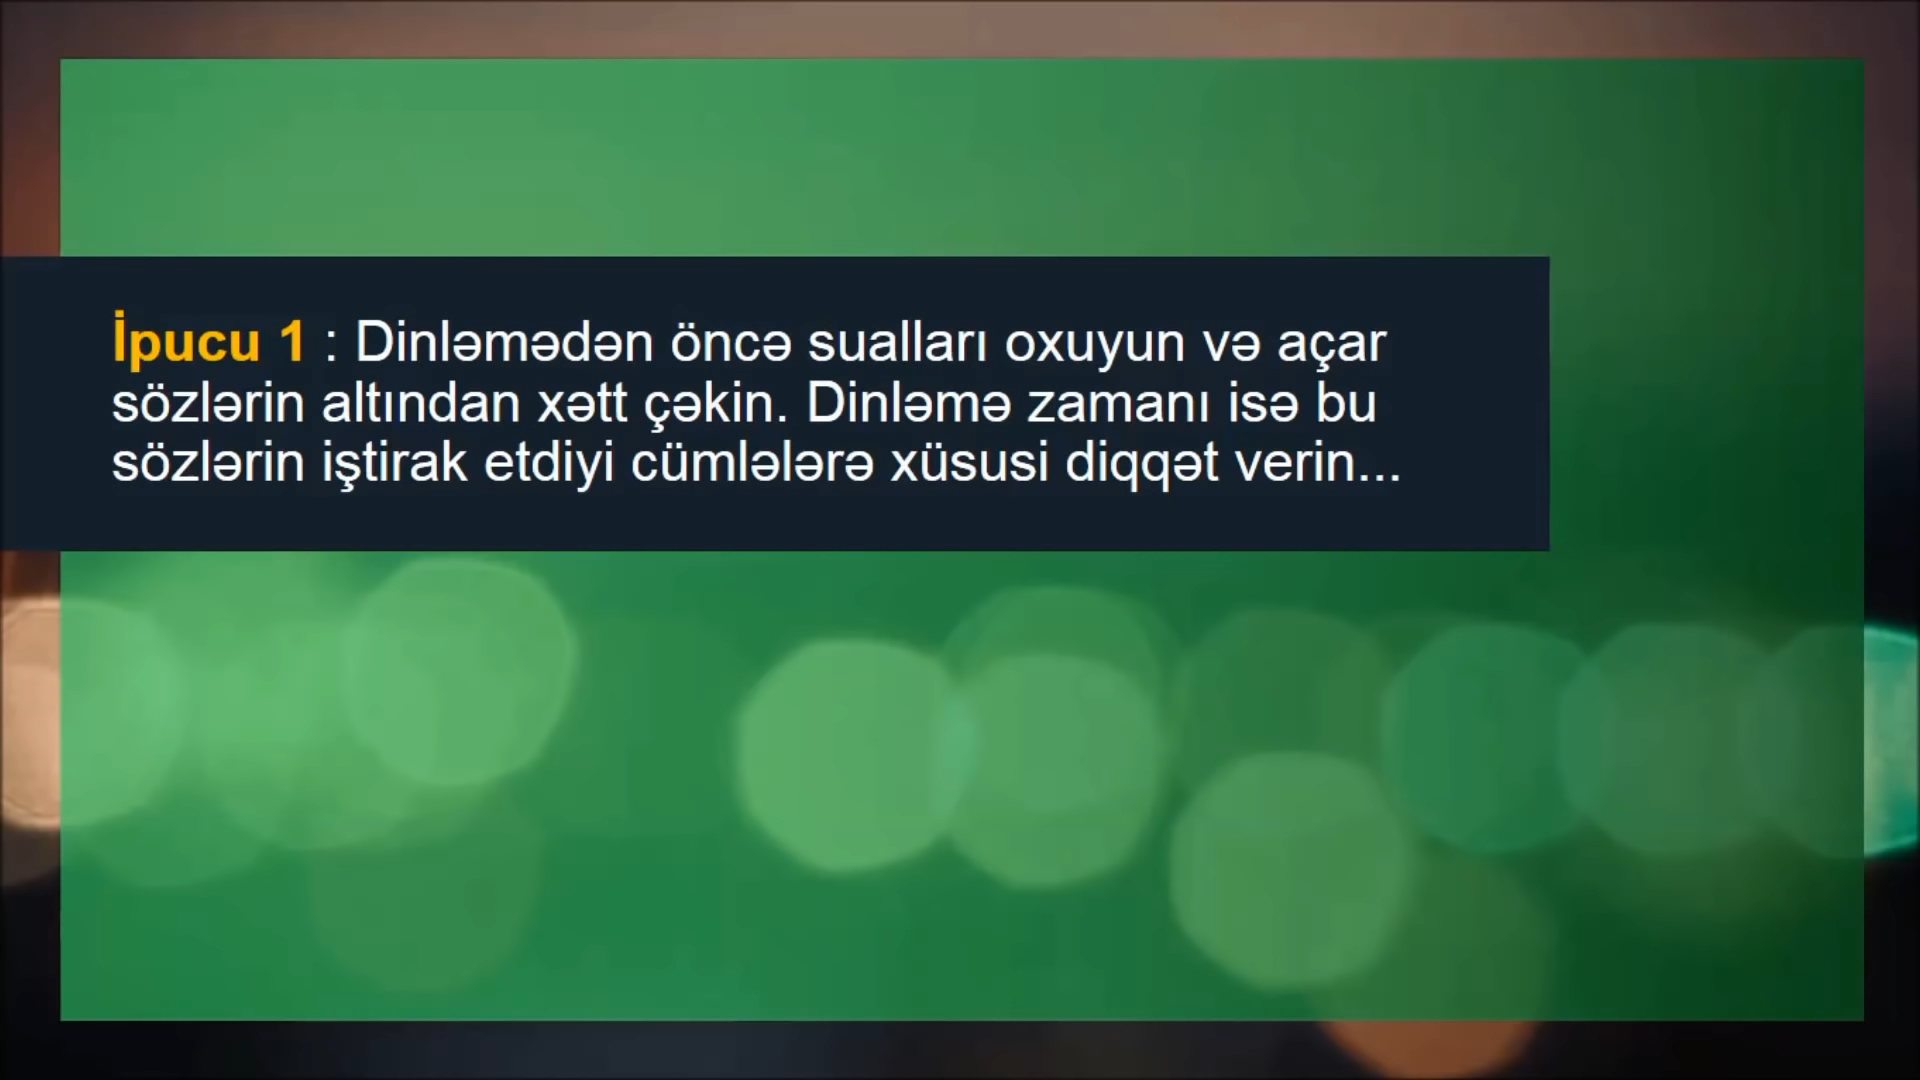 İpucu 1 : Dinləmədən öncə sualları oxuyun və açar
sözlərin altından xətt çəkin. Dinləmə zamanı isə bu
sözlərin iştirak etdiyi cümlələrə xüsusi diqqət verin...